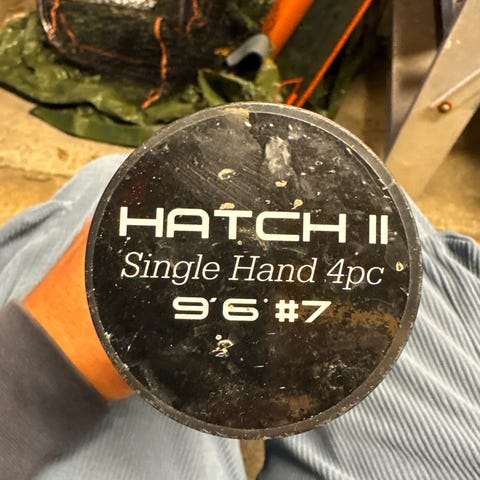 HATCH II
Single Hand 4pc
9'6" #7